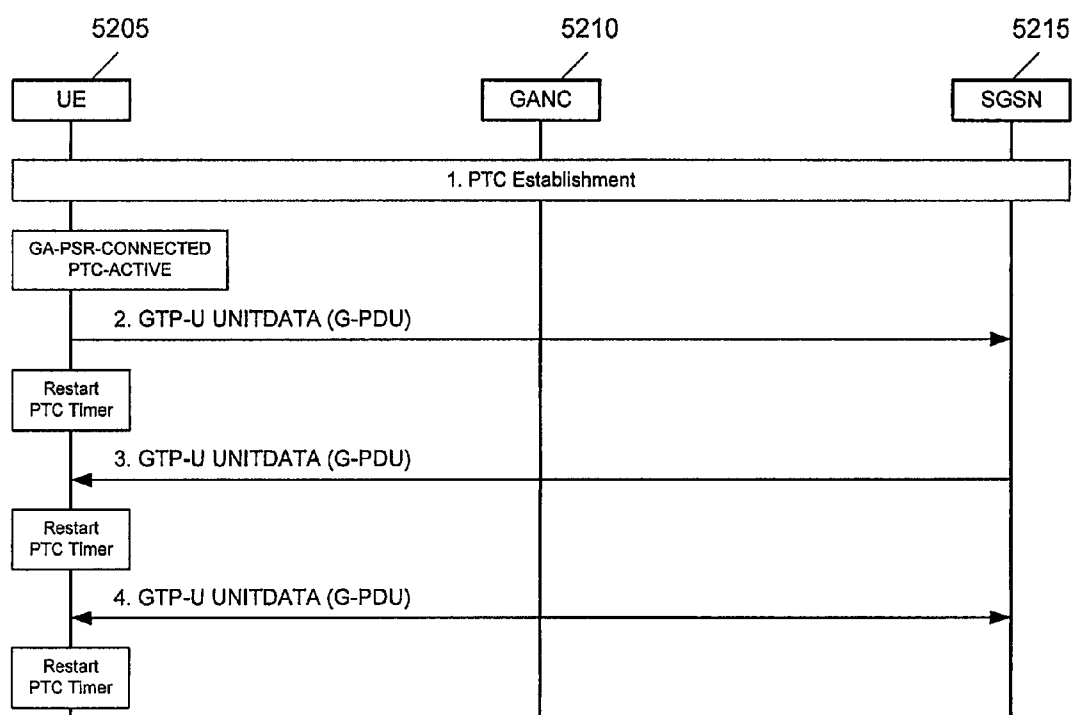 5205
5210
5215
UE
GANC
SGSN
1. PTC Establishment
GA-PSR-CONNECTED
PTC-ACTIVE
2. GTP-U UNITDATA (G-PDU)
Restart
PTC Timer
3. GTP-U UNITDATA (G-PDU)
Restart
PTC Timer
4. GTP-U UNITDATA (G-PDU)
Restart
PTC Timer